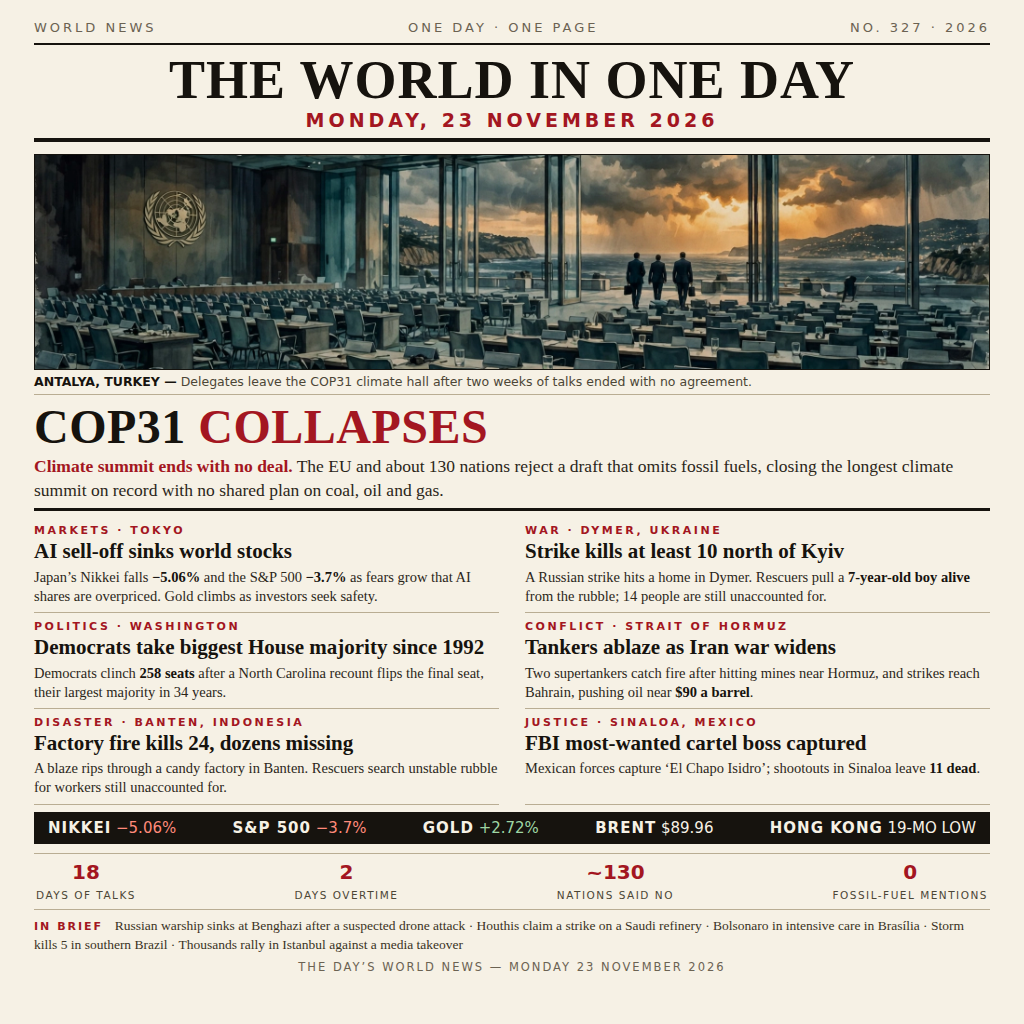 WORLD NEWS
ONE DAY · ONE PAGE
NO. 327 · 2026
THE WORLD IN ONE DAY
MONDAY, 23 NOVEMBER 2026
ANTALYA, TURKEY — Delegates leave the COP31 climate hall after two weeks of talks ended with no agreement.
COP31 COLLAPSES
Climate summit ends with no deal. The EU and about 130 nations reject a draft that omits fossil fuels, closing the longest climate
summit on record with no shared plan on coal, oil and gas.
MARKETS · TOKYO
AI sell-off sinks world stocks
Japan’s Nikkei falls −5.06% and the S&P 500 −3.7% as fears grow that AI
shares are overpriced. Gold climbs as investors seek safety.
WAR · DYMER, UKRAINE
Strike kills at least 10 north of Kyiv
A Russian strike hits a home in Dymer. Rescuers pull a 7-year-old boy alive
from the rubble; 14 people are still unaccounted for.
POLITICS · WASHINGTON
Democrats take biggest House majority since 1992
Democrats clinch 258 seats after a North Carolina recount flips the final seat,
their largest majority in 34 years.
CONFLICT · STRAIT OF HORMUZ
Tankers ablaze as Iran war widens
Two supertankers catch fire after hitting mines near Hormuz, and strikes reach
Bahrain, pushing oil near $90 a barrel.
DISASTER · BANTEN, INDONESIA
Factory fire kills 24, dozens missing
A blaze rips through a candy factory in Banten. Rescuers search unstable rubble
for workers still unaccounted for.
JUSTICE · SINALOA, MEXICO
FBI most-wanted cartel boss captured
Mexican forces capture ‘El Chapo Isidro’; shootouts in Sinaloa leave 11 dead.
NIKKEI −5.06%
S&P 500 −3.7%
GOLD +2.72%
BRENT $89.96
HONG KONG 19-MO LOW
18
DAYS OF TALKS
2
DAYS OVERTIME
~130
NATIONS SAID NO
0
FOSSIL-FUEL MENTIONS
IN BRIEF Russian warship sinks at Benghazi after a suspected drone attack · Houthis claim a strike on a Saudi refinery · Bolsonaro in intensive care in Brasília · Storm
kills 5 in southern Brazil · Thousands rally in Istanbul against a media takeover
THE DAY’S WORLD NEWS — MONDAY 23 NOVEMBER 2026